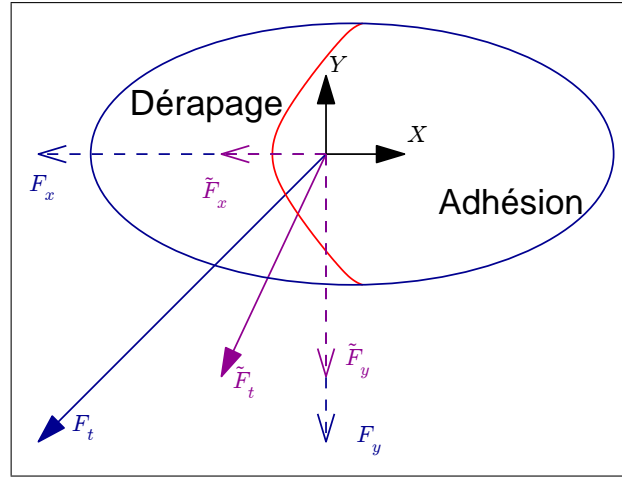 Y
Dérapage
X
F_x
F̃_x
Adhésion
F̃_y
F̃_t
F_t
F_y